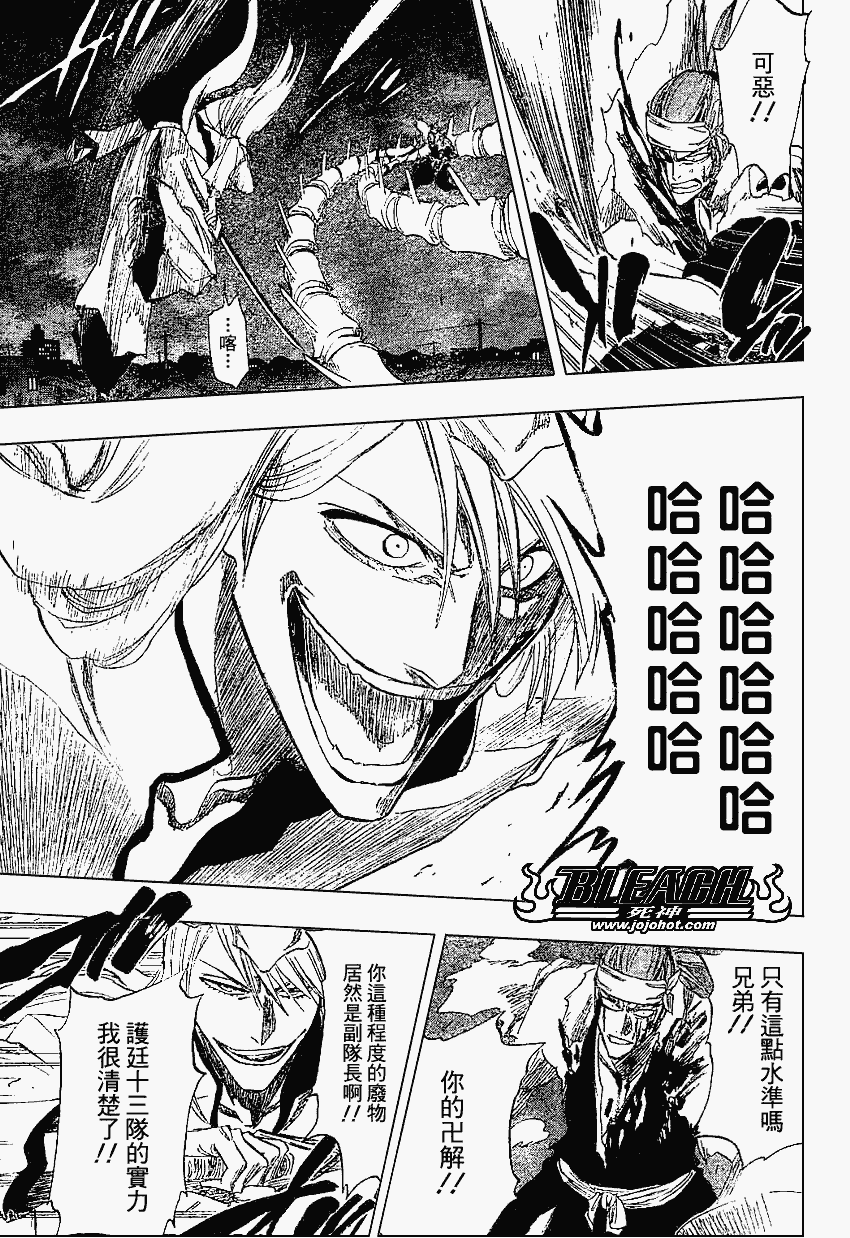 可惡!!
…喀…
哈哈哈哈哈哈
哈哈哈哈哈
BLEACH
死神
www.jojohot.com
只有這點水準嗎
兄弟!!
你的卍解!!
你這種程度的廢物
居然是副隊長啊!!
護廷十三隊的實力
我很清楚了!!